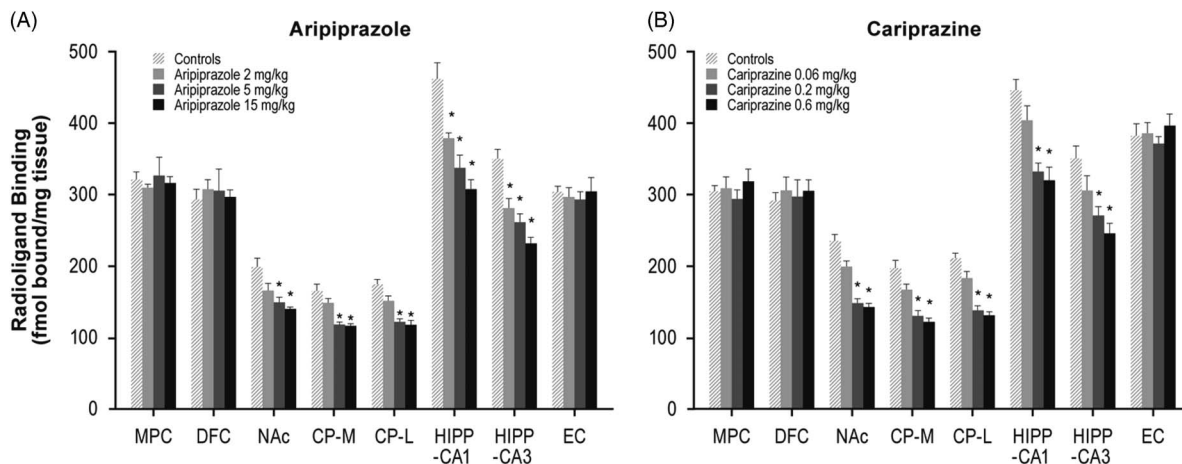 (A)
Aripiprazole
Radioligand Binding
(fmol bound/mg tissue)
500
400
300
200
100
0
Controls
Aripiprazole 2 mg/kg
Aripiprazole 5 mg/kg
Aripiprazole 15 mg/kg
* *
* *
* *
* * *
* * *
MPC DFC NAc CP-M CP-L HIPP HIPP EC
-CA1 -CA3
(B)
Cariprazine
500
400
300
200
100
0
Controls
Cariprazine 0.06 mg/kg
Cariprazine 0.2 mg/kg
Cariprazine 0.6 mg/kg
* *
* *
* *
* *
* *
MPC DFC NAc CP-M CP-L HIPP HIPP EC
-CA1 -CA3